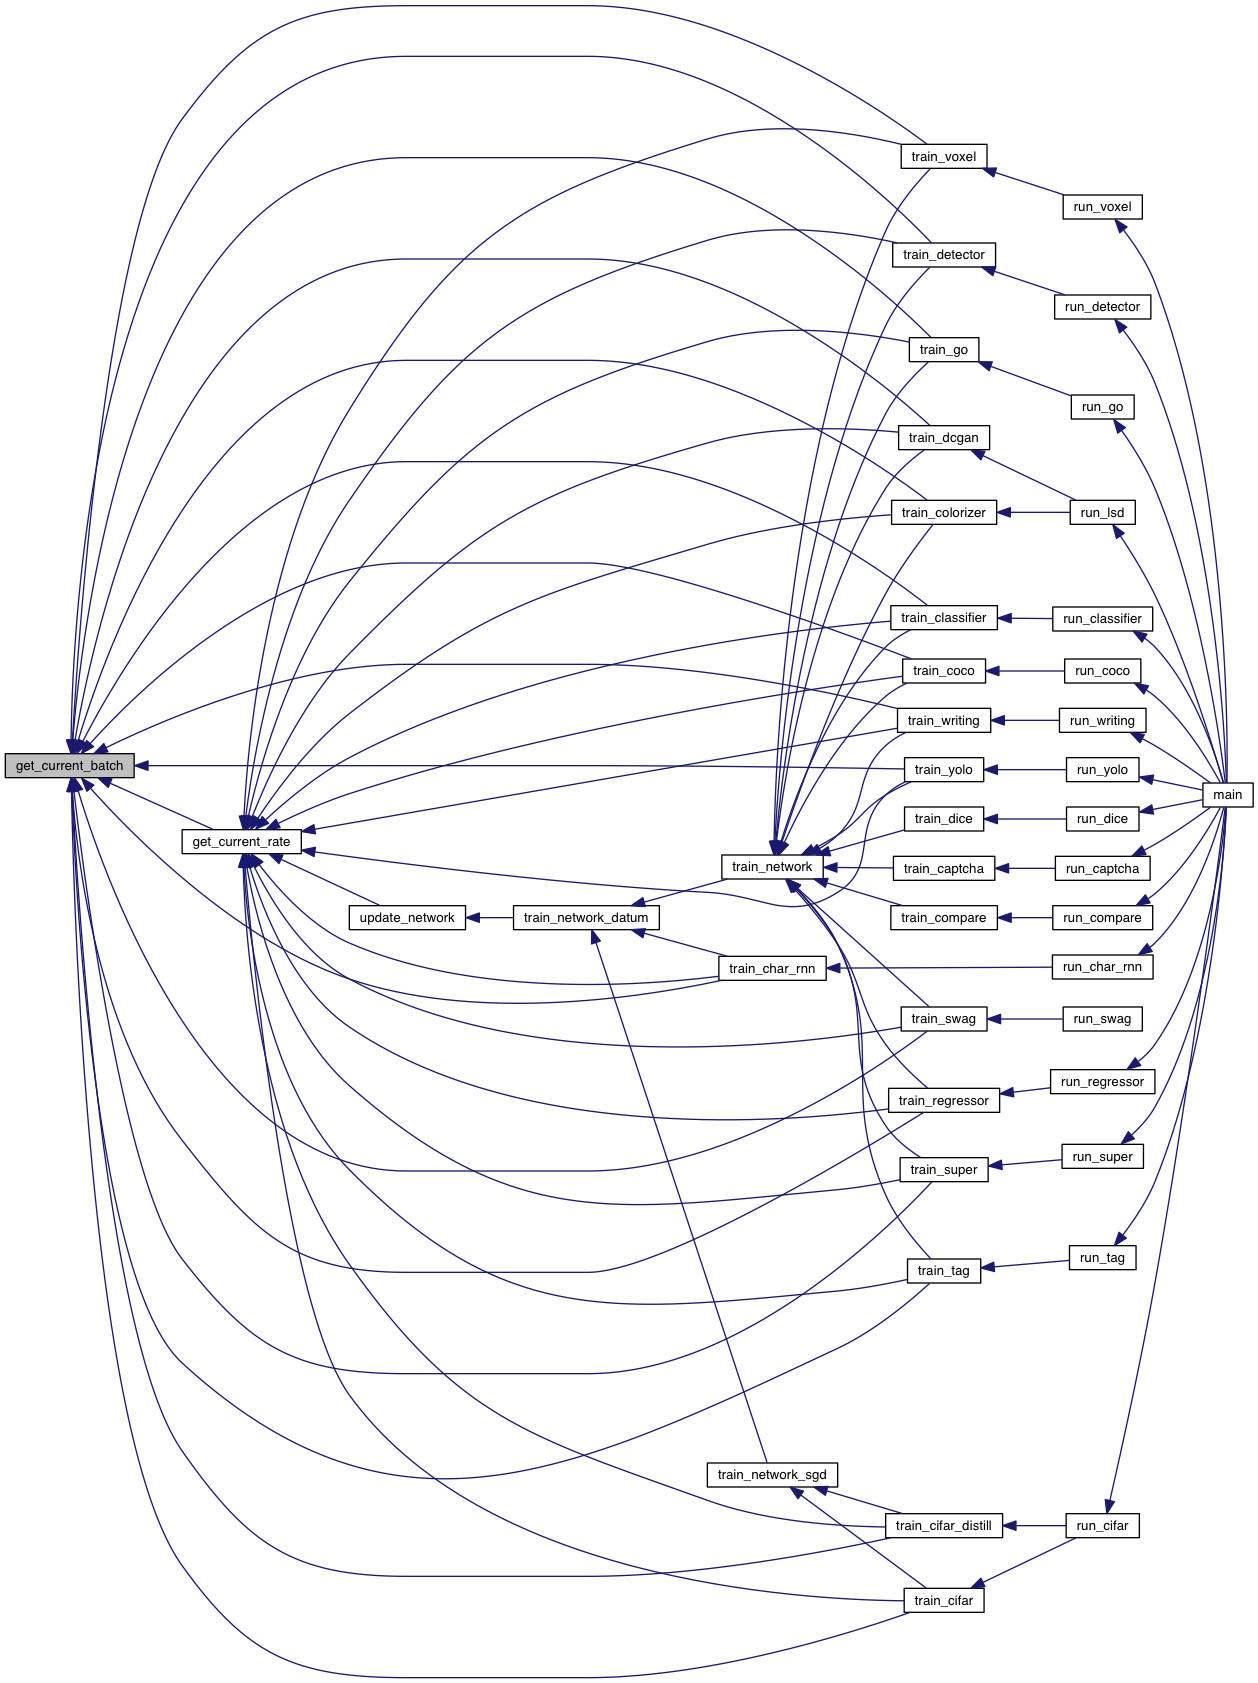 train_voxel
run_voxel
train_detector
run_detector
train_go
run_go
train_dcgan
train_colorizer
run_lsd
train_classifier
run_classifier
train_coco
run_coco
train_writing
run_writing
get_current_batch
train_yolo
run_yolo
main
train_dice
run_dice
get_current_rate
train_network
train_captcha
run_captcha
update_network
train_network_datum
train_compare
run_compare
train_char_rnn
run_char_rnn
train_swag
run_swag
train_regressor
run_regressor
train_super
run_super
train_tag
run_tag
train_network_sgd
train_cifar_distill
run_cifar
train_cifar